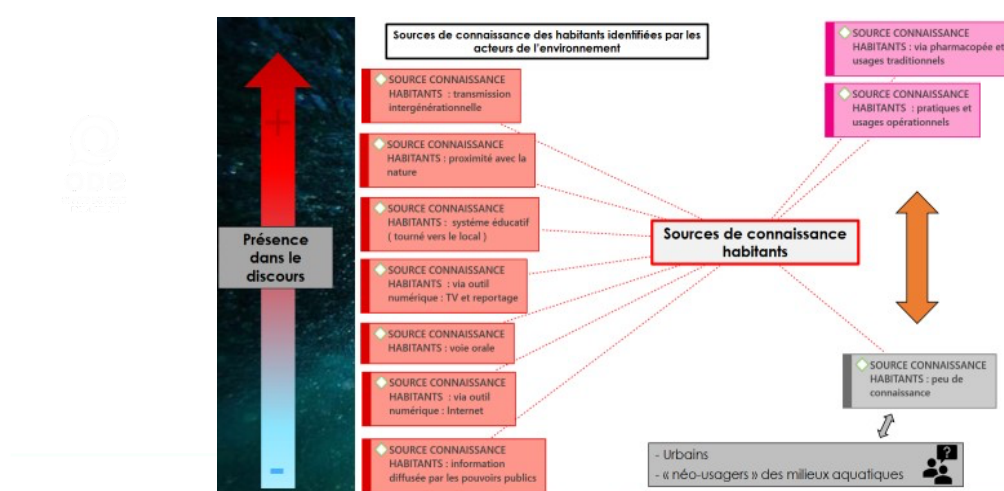 Sources de connaissance des habitants identifiées par les
acteurs de l'environnement
+
Présence
dans le
discours
-
SOURCE CONNAISSANCE
HABITANTS : transmission
intergénérationnelle
SOURCE CONNAISSANCE
HABITANTS : proximité avec la
nature
SOURCE CONNAISSANCE
HABITANTS : système éducatif
( tourné vers le local )
SOURCE CONNAISSANCE
HABITANTS : via outil
numérique : TV et reportage
SOURCE CONNAISSANCE
HABITANTS : voie orale
SOURCE CONNAISSANCE
HABITANTS : via outil
numérique : Internet
SOURCE CONNAISSANCE
HABITANTS : information
diffusée par les pouvoirs publics
Sources de connaissance
habitants
SOURCE CONNAISSANCE
HABITANTS : via pharmacopée et
usages traditionnels
SOURCE CONNAISSANCE
HABITANTS : pratiques et
usages opérationnels
SOURCE CONNAISSANCE
HABITANTS : peu de
connaissance
- Urbains
- « néo-usagers » des milieux aquatiques
?